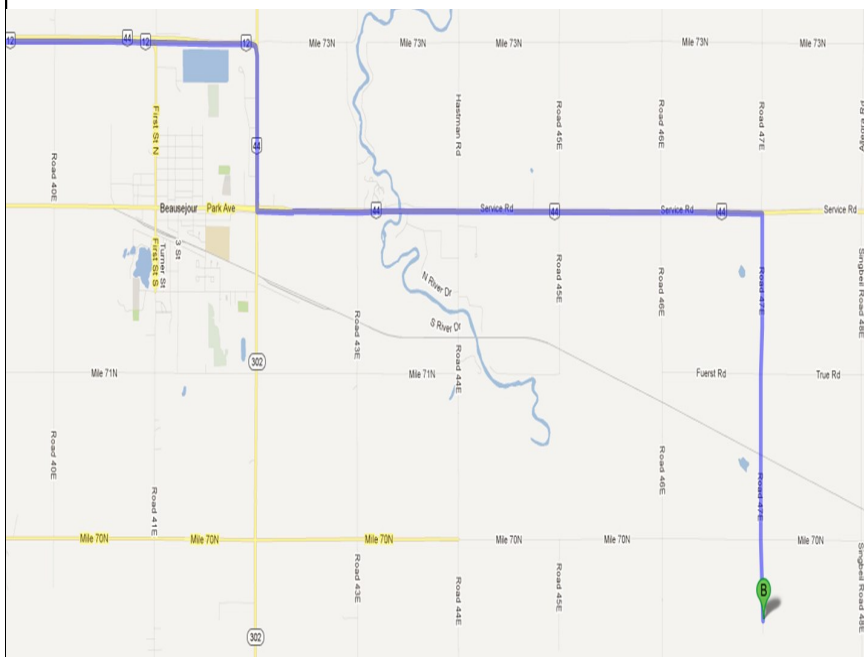 12
44
12
12
Mile 73N
Mile 73N
Mile 73N
Mile 73N
Mile 73N
First St N
Hastman Rd
Road 45E
Road 46E
Road 47E
44
Road 40E
Beausejour
Park Ave
44
Service Rd
44
Service Rd
44
Service Rd
First St S
Turner St
3 St
N River Dr
S River Dr
Road 45E
Road 46E
Road 47E
Singbeil Road 48E
Road 43E
Road 44E
302
Mile 71N
Mile 71N
Fuerst Rd
True Rd
Road 40E
Road 41E
Road 46E
Road 47E
Mile 70N
Mile 70N
Mile 70N
Mile 70N
Mile 70N
Mile 70N
Singbeil Road 48E
Road 43E
Road 44E
Road 45E
B
302